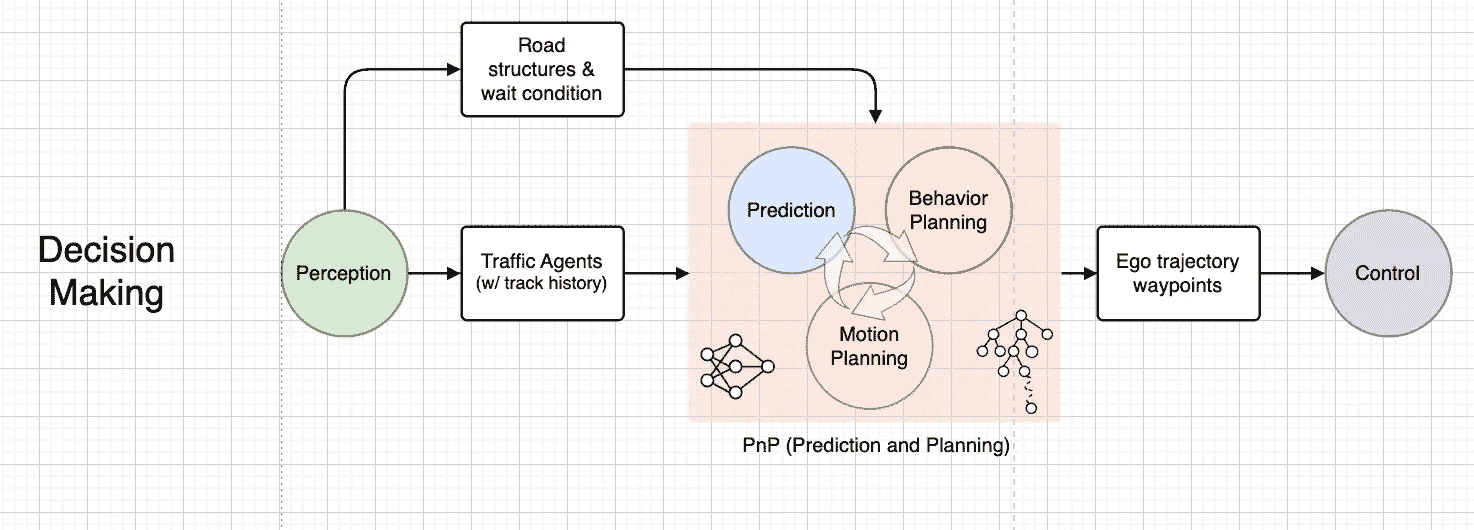 Decision
Making
Perception
Road
structures &
wait condition
Traffic Agents
(w/ track history)
Prediction
Behavior
Planning
Motion
Planning
PnP (Prediction and Planning)
Ego trajectory
waypoints
Control